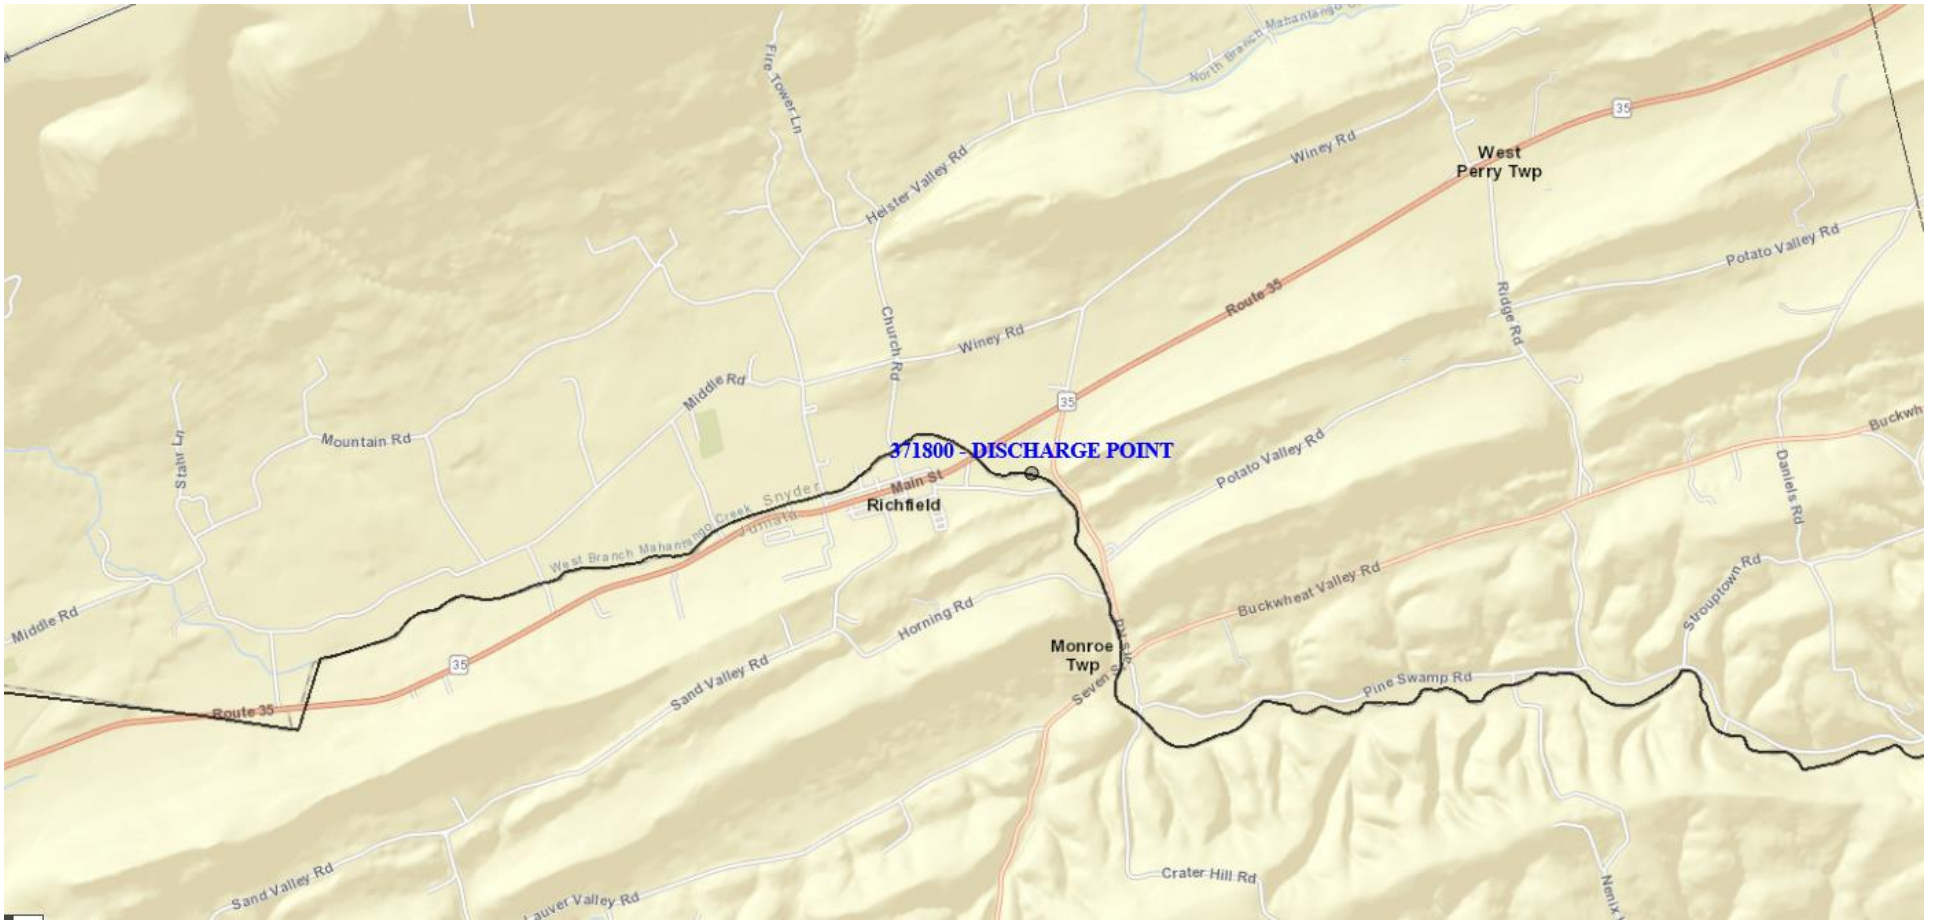 North Branch Mahantango
Fire Tower Ln
35
Winey Rd
West
Perry Twp
Heister Valley Rd
Potato Valley Rd
Route 35
Ridge Rd
Church Rd
Winey Rd
Middle Rd
35
Mountain Rd
Stahr Ln
Buckwh
371800 - DISCHARGE POINT
Potato Valley Rd
Daniels Rd
Main St
Snyder
Richfield
Juniata
West Branch Mahantango Creek
Buckwheat Valley Rd
Strouptown Rd
Horning Rd
Middle Rd
Monroe
Twp
35
Sand Valley Rd
Seven
Pine Swamp Rd
Route 35
Crater Hill Rd
Sand Valley Rd
Lauver Valley Rd